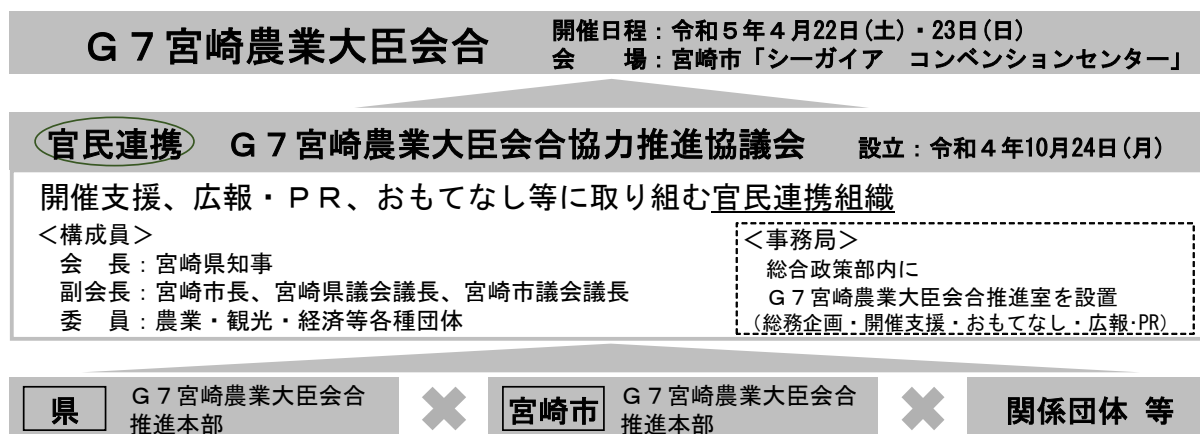 G7宮崎農業大臣会合
開催日程：令和5年4月22日(土)・23日(日)
会　　場：宮崎市「シーガイア　コンベンションセンター」
官民連携　G7宮崎農業大臣会合協力推進協議会　設立：令和4年10月24日(月)
開催支援、広報・PR、おもてなし等に取り組む官民連携組織
＜構成員＞
会　長：宮崎県知事
副会長：宮崎市長、宮崎県議会議長、宮崎市議会議長
委　員：農業・観光・経済等各種団体
＜事務局＞
総合政策部内に
G7宮崎農業大臣会合推進室を設置
(総務企画・開催支援・おもてなし・広報・PR)
県
G7宮崎農業大臣会合
推進本部
宮崎市
G7宮崎農業大臣会合
推進本部
関係団体 等